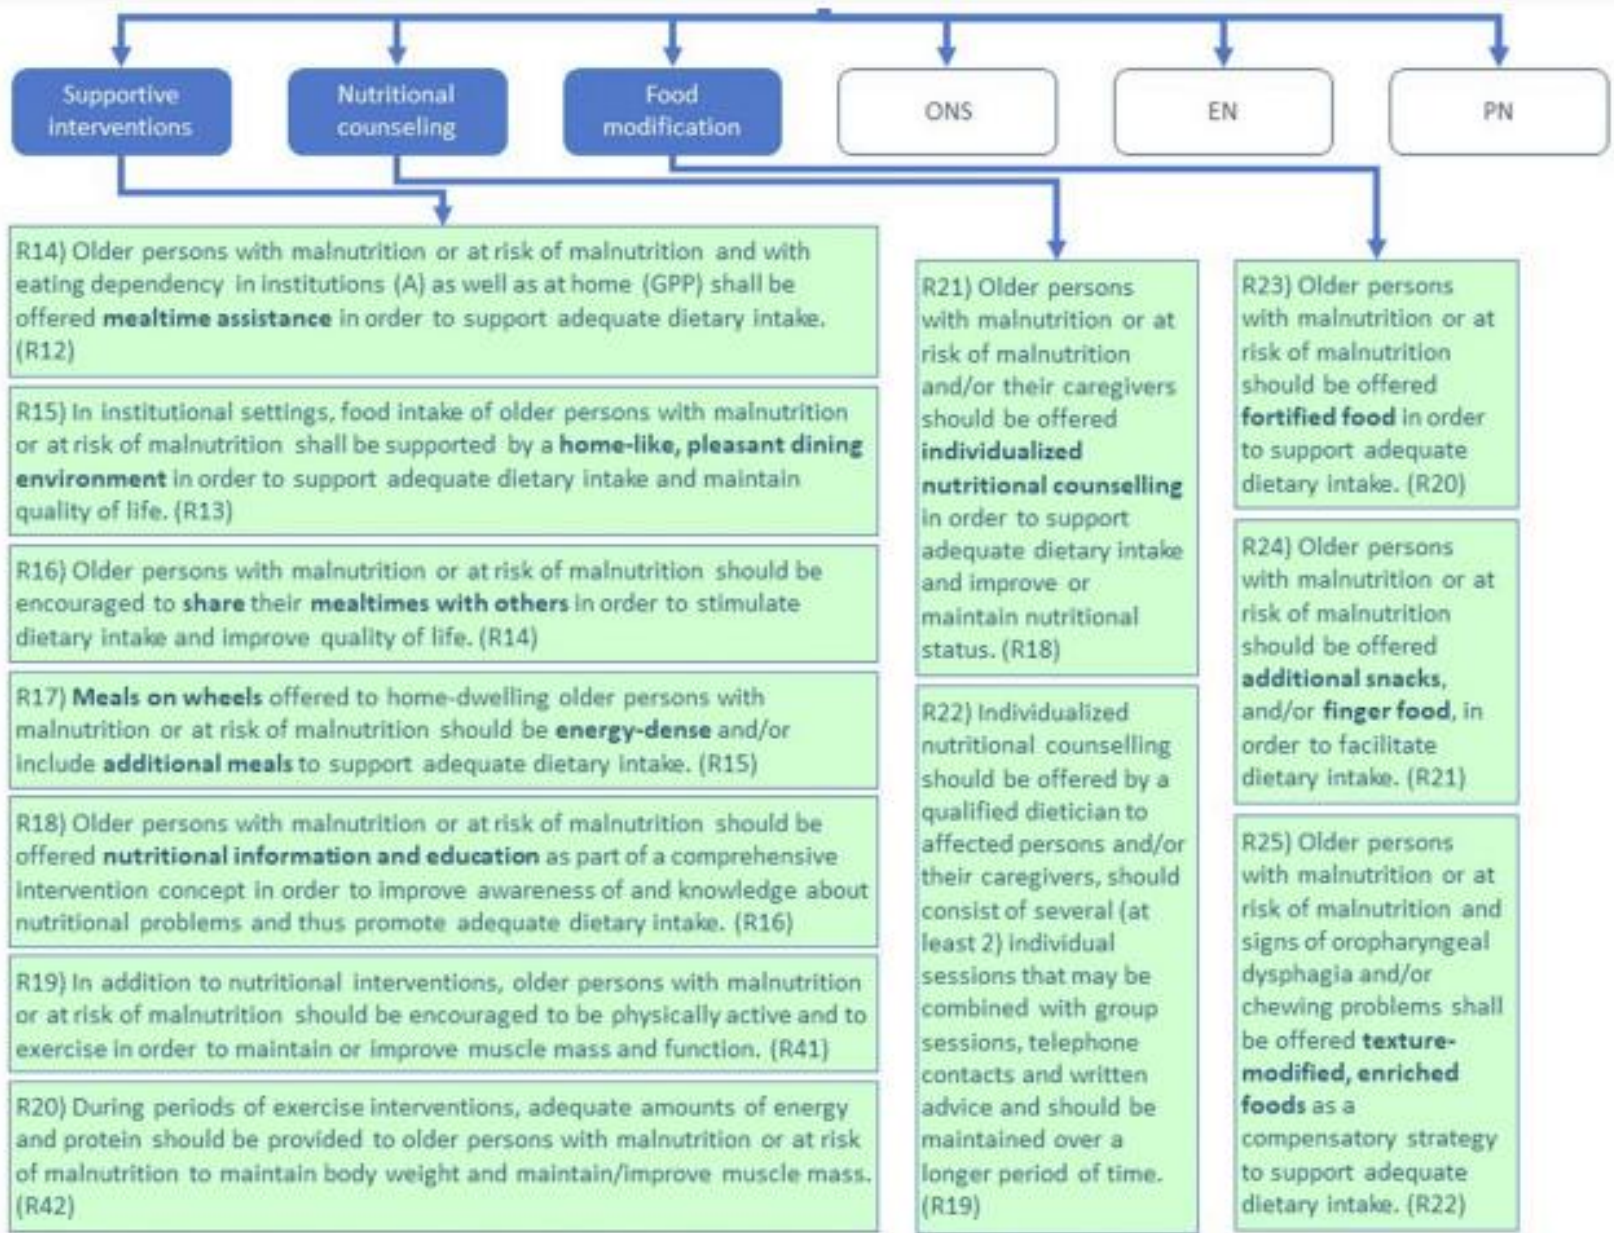 Supportive
interventions
Nutritional
counseling
Food
modification
ONS
EN
PN
R14) Older persons with malnutrition or at risk of malnutrition and with
eating dependency in institutions (A) as well as at home (GPP) shall be
offered mealtime assistance in order to support adequate dietary intake.
(R12)
R15) In institutional settings, food intake of older persons with malnutrition
or at risk of malnutrition shall be supported by a home-like, pleasant dining
environment in order to support adequate dietary intake and maintain
quality of life. (R13)
R16) Older persons with malnutrition or at risk of malnutrition should be
encouraged to share their mealtimes with others in order to stimulate
dietary intake and improve quality of life. (R14)
R17) Meals on wheels offered to home-dwelling older persons with
malnutrition or at risk of malnutrition should be energy-dense and/or
include additional meals to support adequate dietary intake. (R15)
R18) Older persons with malnutrition or at risk of malnutrition should be
offered nutritional information and education as part of a comprehensive
intervention concept in order to improve awareness of and knowledge about
nutritional problems and thus promote adequate dietary intake. (R16)
R19) In addition to nutritional interventions, older persons with malnutrition
or at risk of malnutrition should be encouraged to be physically active and to
exercise in order to maintain or improve muscle mass and function. (R41)
R20) During periods of exercise interventions, adequate amounts of energy
and protein should be provided to older persons with malnutrition or at risk
of malnutrition to maintain body weight and maintain/improve muscle mass.
(R42)
R21) Older persons
with malnutrition or at
risk of malnutrition
and/or their caregivers
should be offered
individualized
nutritional counselling
in order to support
adequate dietary intake
and improve or
maintain nutritional
status. (R18)
R22) Individualized
nutritional counselling
should be offered by a
qualified dietician to
affected persons and/or
their caregivers, should
consist of several (at
least 2) individual
sessions that may be
combined with group
sessions, telephone
contacts and written
advice and should be
maintained over a
longer period of time.
(R19)
R23) Older persons
with malnutrition or at
risk of malnutrition
should be offered
fortified food in order
to support adequate
dietary intake. (R20)
R24) Older persons
with malnutrition or at
risk of malnutrition
should be offered
additional snacks,
and/or finger food, in
order to facilitate
dietary intake. (R21)
R25) Older persons
with malnutrition or at
risk of malnutrition and
signs of oropharyngeal
dysphagia and/or
chewing problems shall
be offered texture-
modified, enriched
foods as a
compensatory strategy
to support adequate
dietary intake. (R22)